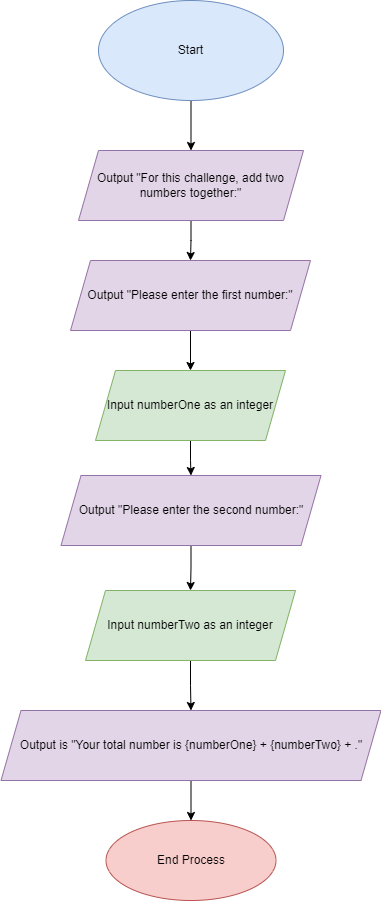 Start
Output "For this challenge, add two
numbers together:"
Output "Please enter the first number:"
Input numberOne as an integer
Output "Please enter the second number:"
Input numberTwo as an integer
Output is "Your total number is {numberOne} + {numberTwo} + ."
End Process